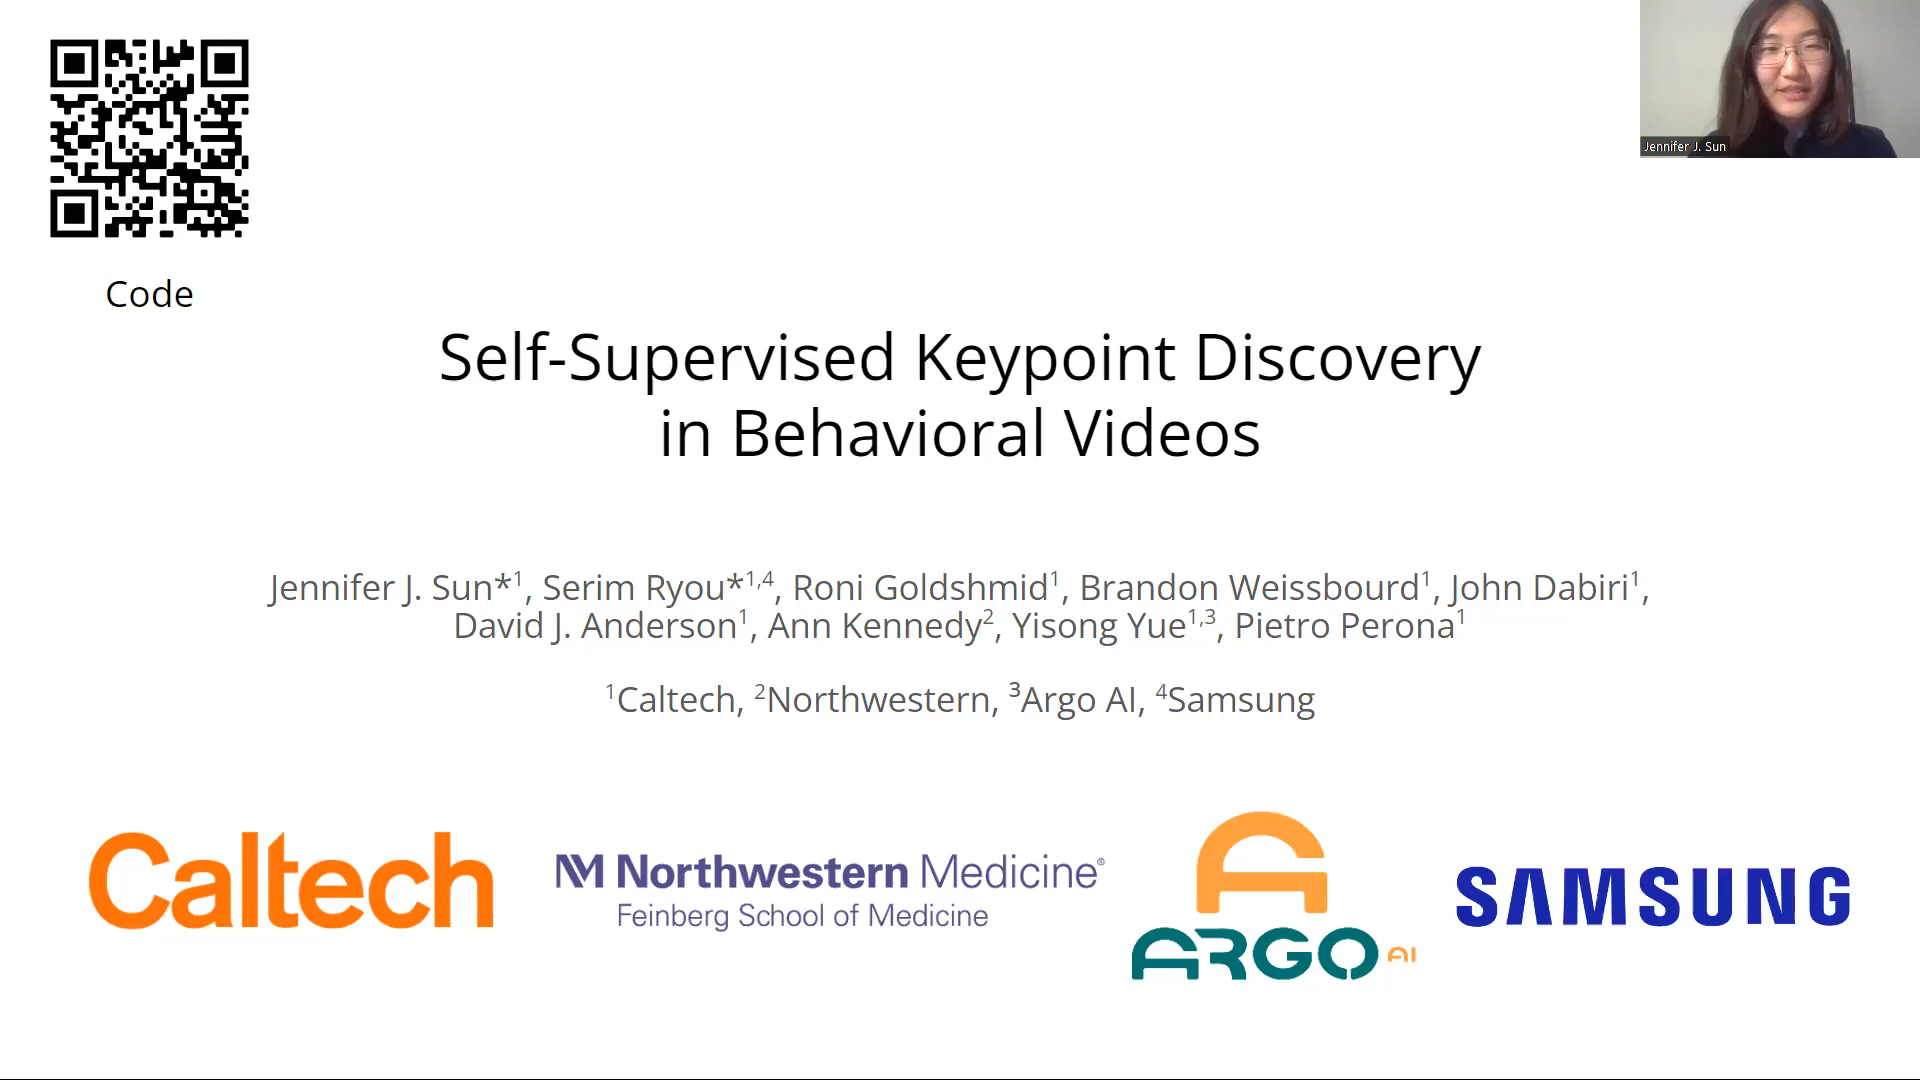 Jennifer J. Sun
Code
Self-Supervised Keypoint Discovery
in Behavioral Videos
Jennifer J. Sun*1, Serim Ryou*1,4, Roni Goldshmid1, Brandon Weissbourd1, John Dabiri1,
David J. Anderson1, Ann Kennedy2, Yisong Yue1,3, Pietro Perona1
1Caltech, 2Northwestern, 3Argo AI, 4Samsung
Caltech
M Northwestern Medicine®
Feinberg School of Medicine
ARGO AI
SAMSUNG